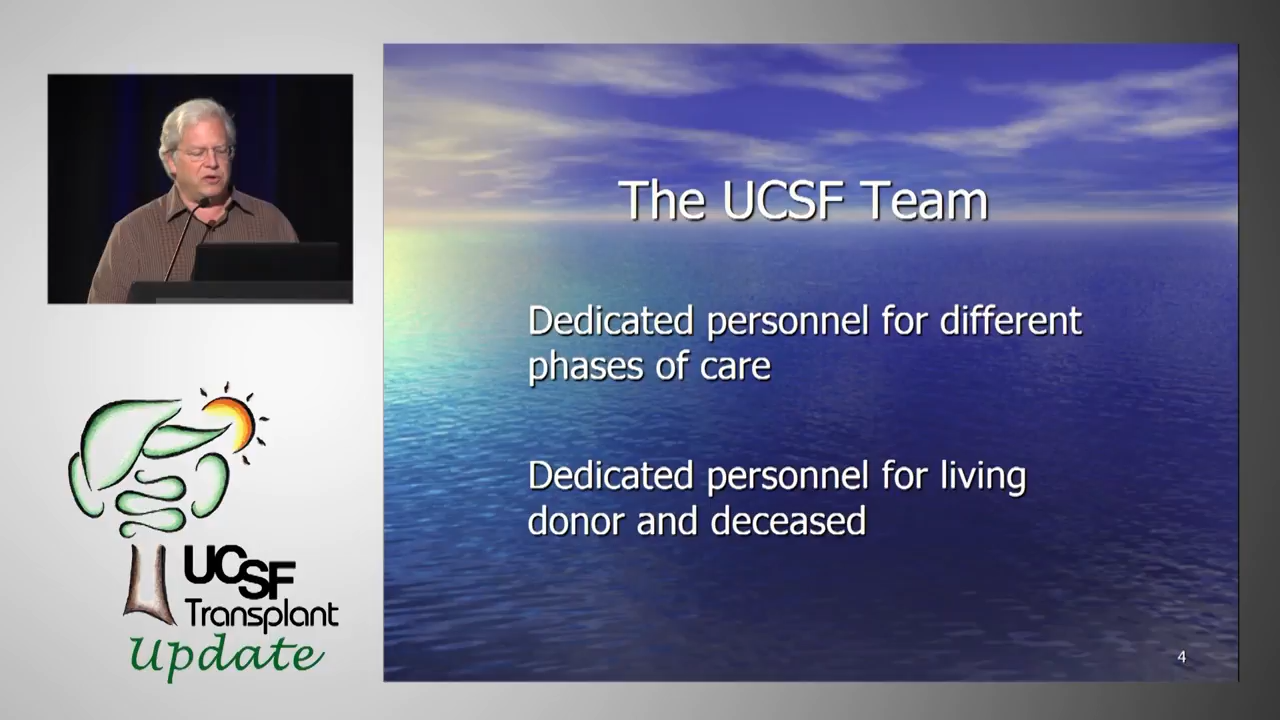 The UCSF Team
Dedicated personnel for different
phases of care
Dedicated personnel for living
donor and deceased
4
UCSF
Transplant
Update